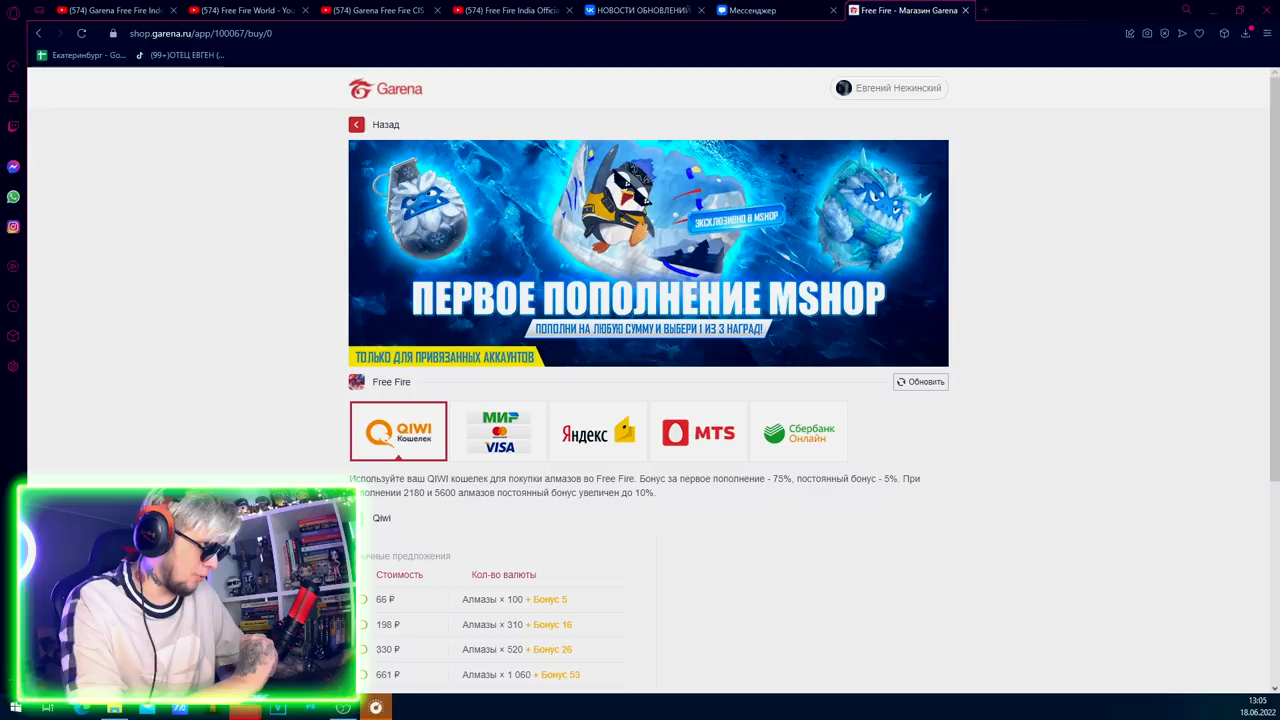 (574) Garena Free Fire Indo
(574) Free Fire World - You
(574) Garena Free Fire CIS
(574) Free Fire India Officia
НОВОСТИ ОБНОВЛЕНИЙ
Мессенджер
Free Fire - Магазин Garena
shop.garena.ru/app/100067/buy/0
Екатеринбург - Go...
(99+)ОТЕЦ ЕВГЕН (...
Garena
Евгений Нежинский
Назад
ЭКСКЛЮЗИВНО В MSHOP
ПЕРВОЕ ПОПОЛНЕНИЕ MSHOP
ПОПОЛНИ НА ЛЮБУЮ СУММУ И ВЫБЕРИ 1 ИЗ 3 НАГРАД!
ТОЛЬКО ДЛЯ ПРИВЯЗАННЫХ АККАУНТОВ
Free Fire
Обновить
QIWI Кошелек
МИР
VISA
Яндекс
MTS
Сбербанк Онлайн
Используйте ваш QIWI кошелек для покупки алмазов во Free Fire. Бонус за первое пополнение - 75%, постоянный бонус - 5%. При
полнении 2180 и 5600 алмазов постоянный бонус увеличен до 10%.
Qiwi
ычные предложения
Стоимость Кол-во валюты
66 ₽ Алмазы × 100 + Бонус 5
198 ₽ Алмазы × 310 + Бонус 16
330 ₽ Алмазы × 520 + Бонус 26
661 ₽ Алмазы × 1 060 + Бонус 53
13:05
18.06.2022